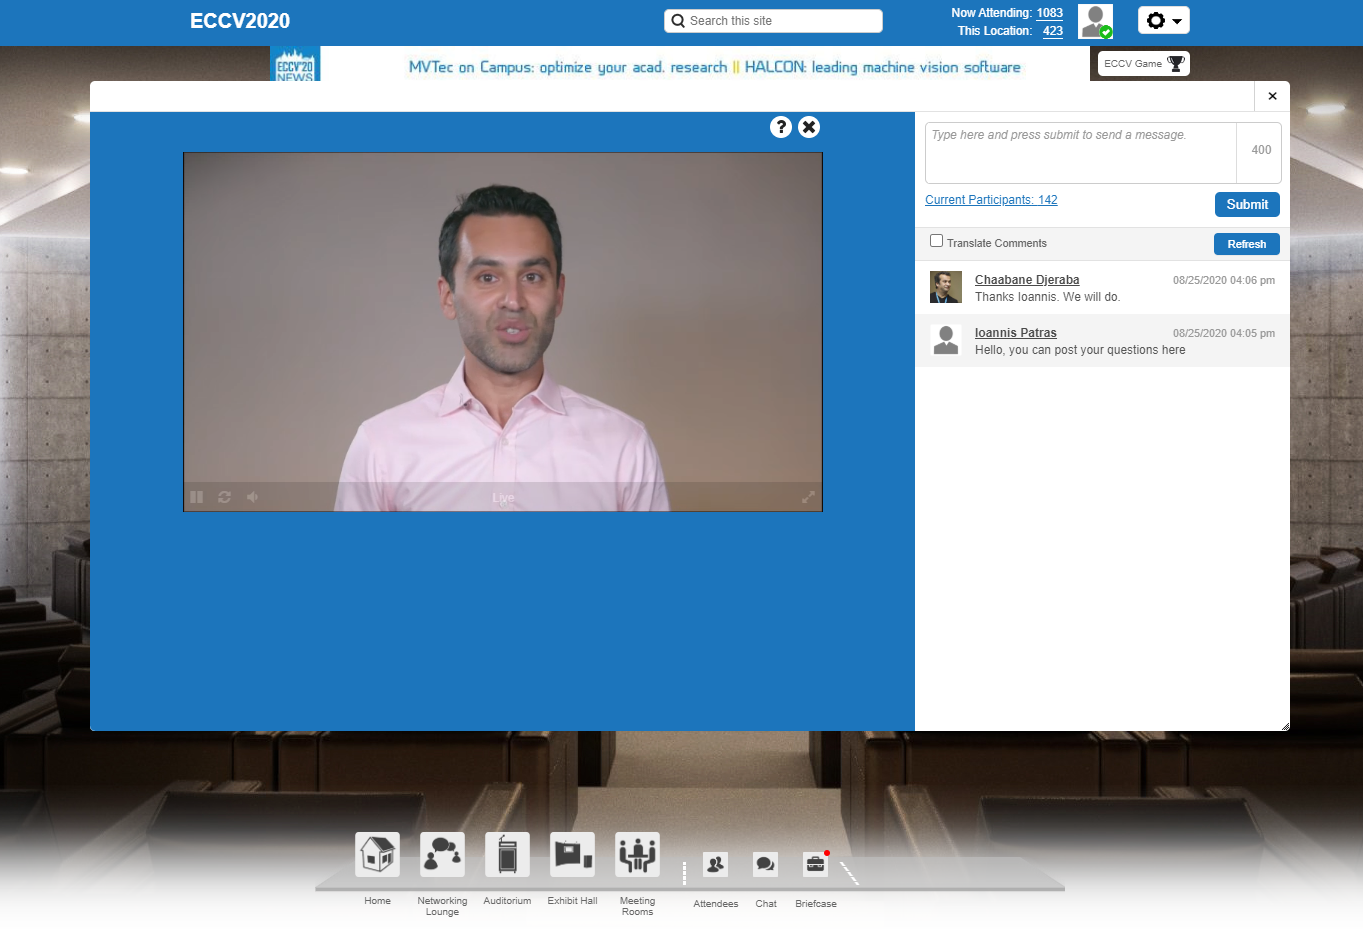 ECCV2020
Search this site
Now Attending: 1083
This Location: 423
ECCV'20
NEWS
MVTec on Campus: optimize your acad. research || HALCON: leading machine vision software
ECCV Game
Type here and press submit to send a message.
400
Current Participants: 142
Submit
Translate Comments
Refresh
Chaabane Djeraba
08/25/2020 04:06 pm
Thanks Ioannis. We will do.
Ioannis Patras
08/25/2020 04:05 pm
Hello, you can post your questions here
Live
Home
Networking
Lounge
Auditorium
Exhibit Hall
Meeting
Rooms
Attendees
Chat
Briefcase